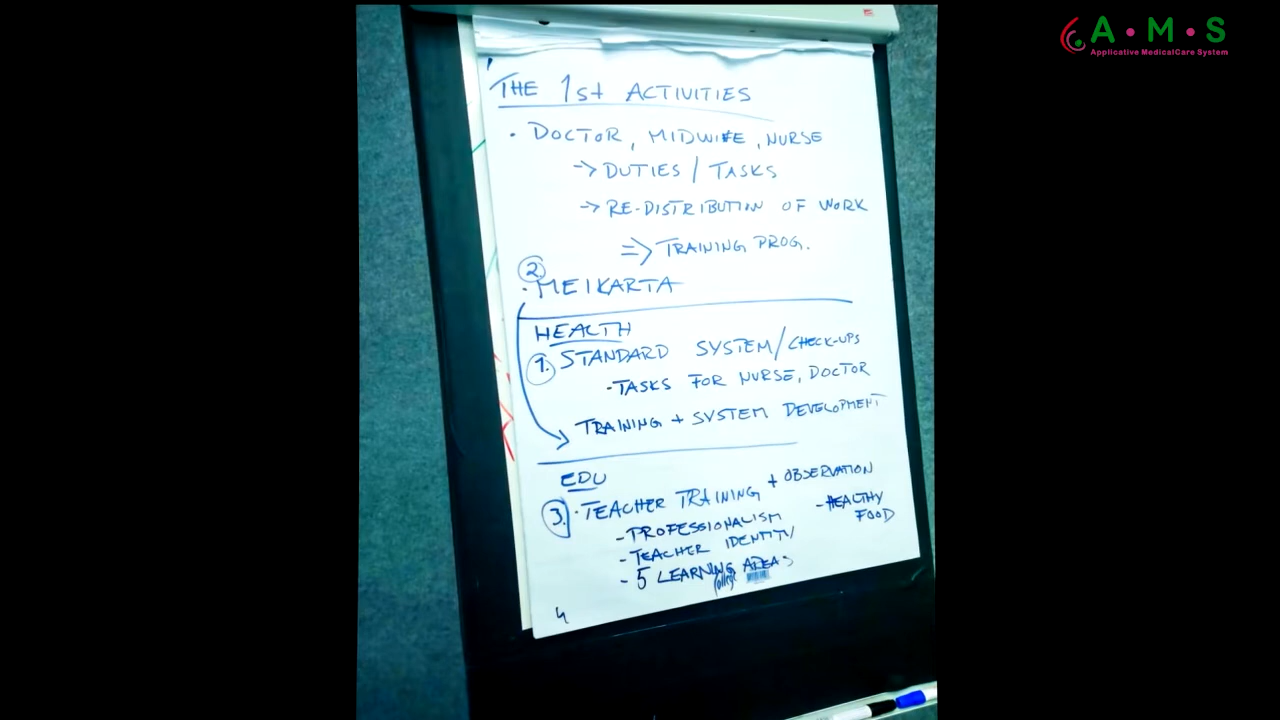 A·M·S
Applicative MedicalCare System
THE 1st ACTIVITIES
· DOCTOR, MIDWIFE, NURSE
-> DUTIES / TASKS
-> RE-DISTRIBUTION OF WORK
=> TRAINING PROG.
2.
· MEIKARTA
HEALTH
1. STANDARD SYSTEM/CHECK-UPS
- TASKS FOR NURSE, DOCTOR
TRAINING + SYSTEM DEVELOPMENT
EDU
3. · TEACHER TRAINING + OBSERVATION
- PROFESSIONALISM
- TEACHER IDENTITY
- 5 LEARNING AREAS
- HEALTHY
FOOD
4